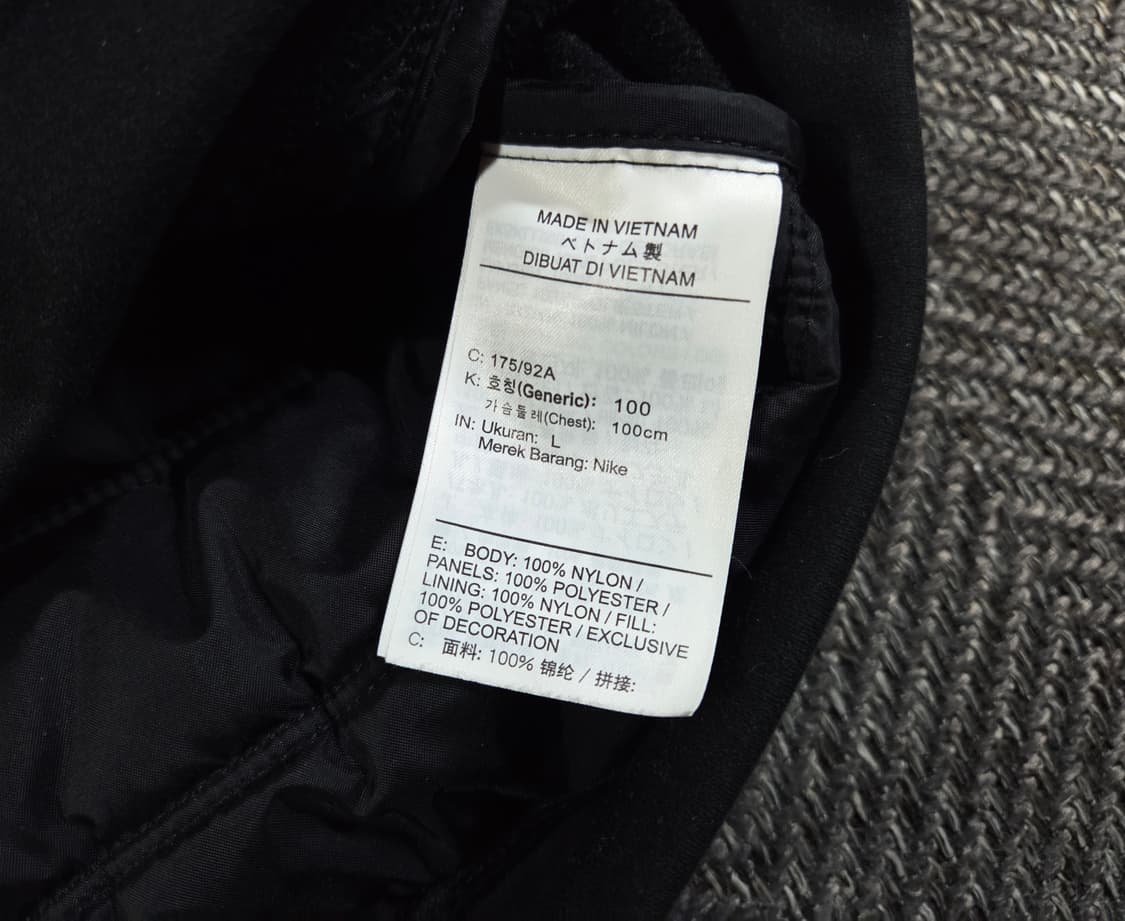 MADE IN VIETNAM
ベトナム製
DIBUAT DI VIETNAM
C: 175/92A
K: 호칭(Generic): 100
가슴둘레(Chest): 100cm
IN: Ukuran: L
Merek Barang: Nike
E: BODY: 100% NYLON /
PANELS: 100% POLYESTER /
LINING: 100% NYLON / FILL:
100% POLYESTER / EXCLUSIVE
OF DECORATION
C: 面料: 100% 锦纶 / 拼接: